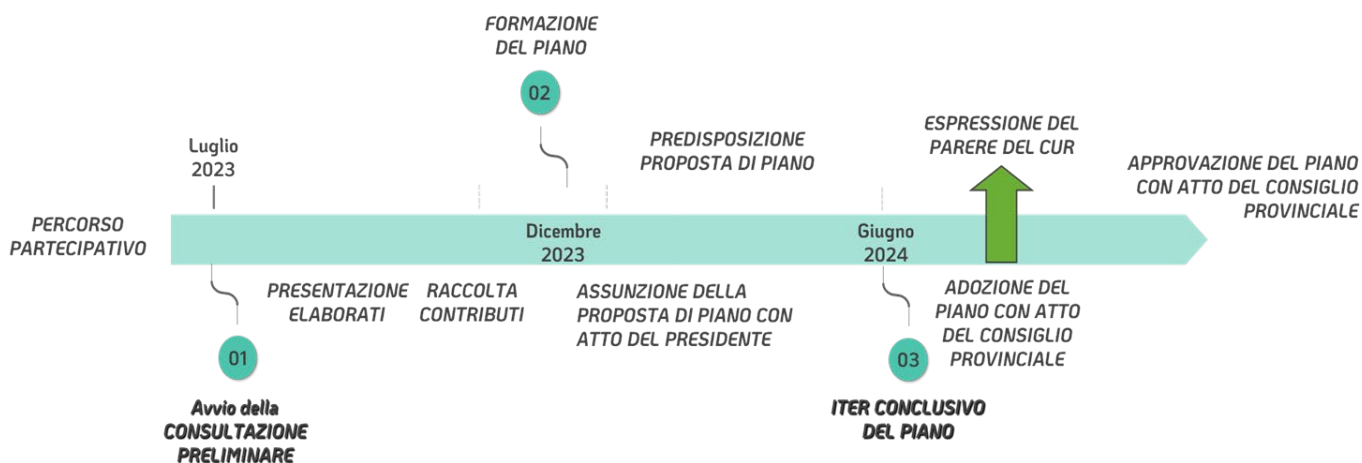 FORMAZIONE
DEL PIANO
02
Luglio
2023
PREDISPOSIZIONE
PROPOSTA DI PIANO
ESPRESSIONE DEL
PARERE DEL CUR
APPROVAZIONE DEL PIANO
CON ATTO DEL CONSIGLIO
PROVINCIALE
PERCORSO
PARTECIPATIVO
Dicembre
2023
Giugno
2024
PRESENTAZIONE
ELABORATI
RACCOLTA
CONTRIBUTI
ASSUNZIONE DELLA
PROPOSTA DI PIANO CON
ATTO DEL PRESIDENTE
ADOZIONE DEL
PIANO CON ATTO
DEL CONSIGLIO
PROVINCIALE
01
Avvio della
CONSULTAZIONE
PRELIMINARE
03
ITER CONCLUSIVO
DEL PIANO